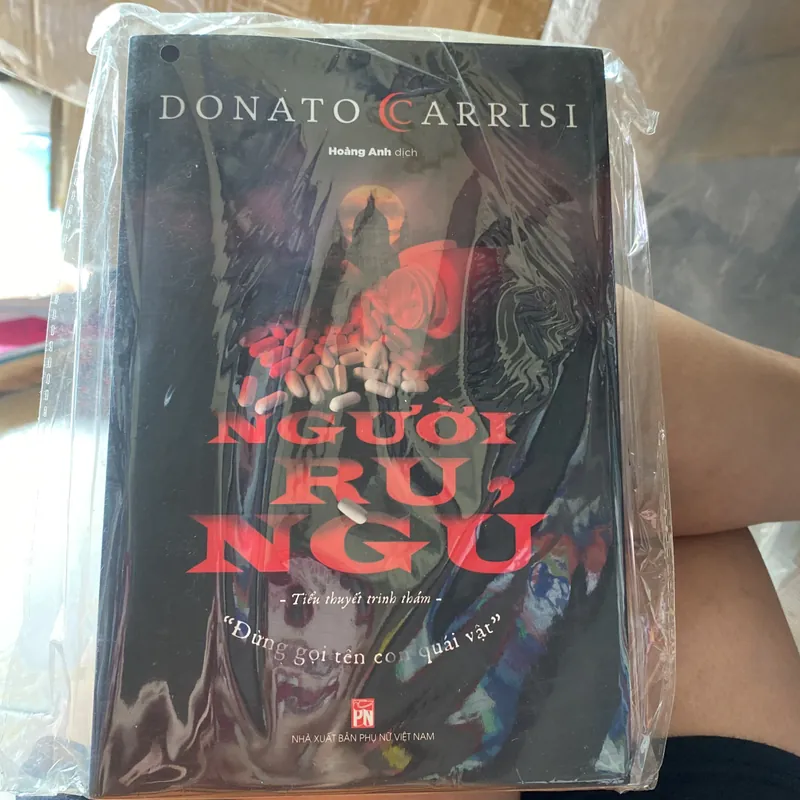 DONATO CARRISI
Hoàng Anh dịch
NGƯỜI
RU
NGỦ
- Tiểu thuyết trinh thám -
"Đừng gọi tên con quái vật"
PN
NHÀ XUẤT BẢN PHỤ NỮ VIỆT NAM